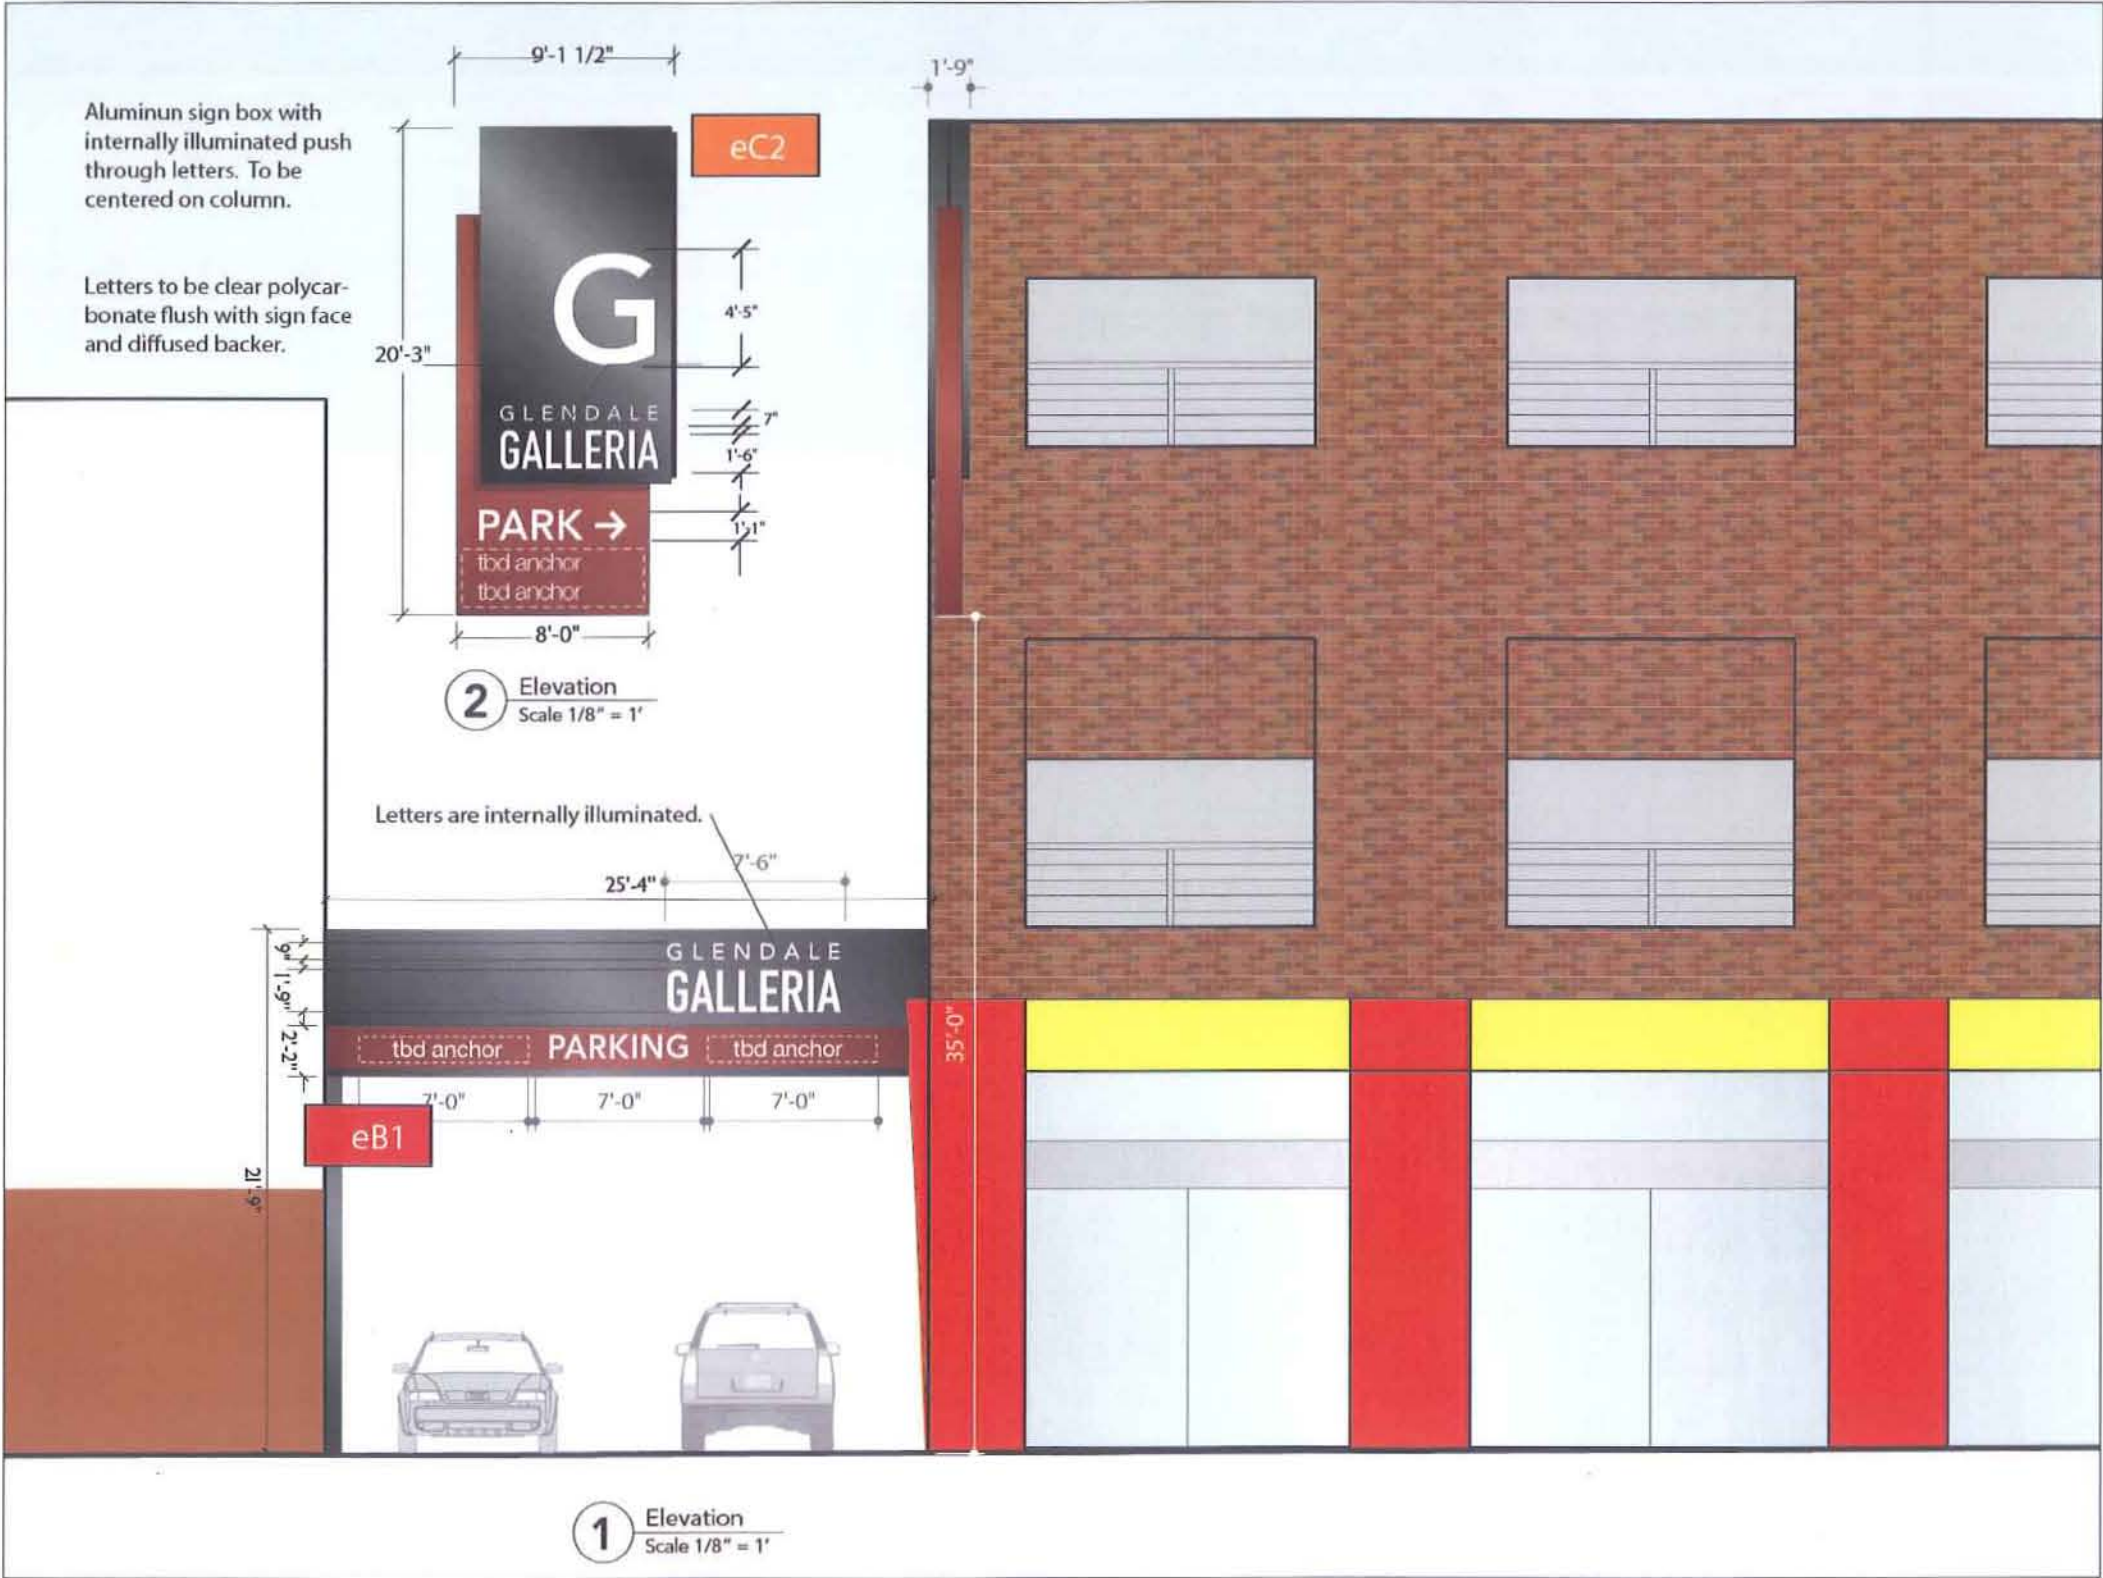 9'-1 1/2"
1'-9"
Aluminun sign box with
internally illuminated push
through letters. To be
centered on column.
eC2
Letters to be clear polycar-
bonate flush with sign face
and diffused backer.
20'-3"
G
4'-5"
GLENDALE
GALLERIA
7"
1'-6"
PARK →
1'-1"
tbd anchor
tbd anchor
8'-0"
2 Elevation
Scale 1/8" = 1'
Letters are internally illuminated.
7'-6"
25'-4"
GLENDALE
GALLERIA
9"
1'-9"
2'-2"
tbd anchor PARKING tbd anchor
35'-0"
7'-0" 7'-0" 7'-0"
eB1
21'-9"
1 Elevation
Scale 1/8" = 1'